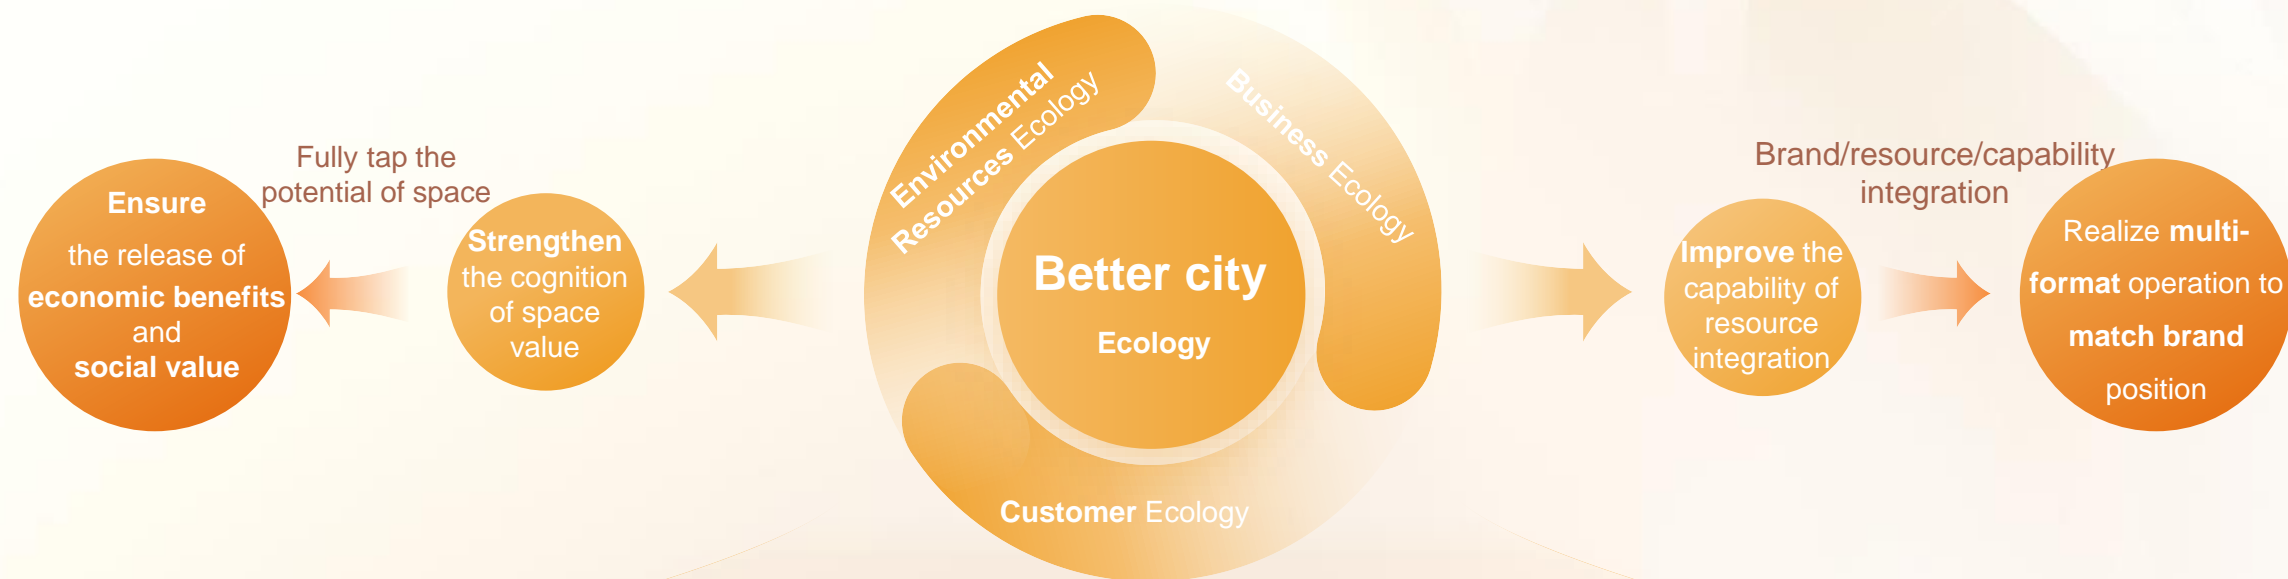 Ensure
the release of
economic benefits
and
social value
Fully tap the
potential of space
Strengthen
the cognition
of space
value
Environmental
Resources Ecology
Business Ecology
Better city
Ecology
Customer Ecology
Improve the
capability of
resource
integration
Brand/resource/capability
integration
Realize multi-
format operation to
match brand
position